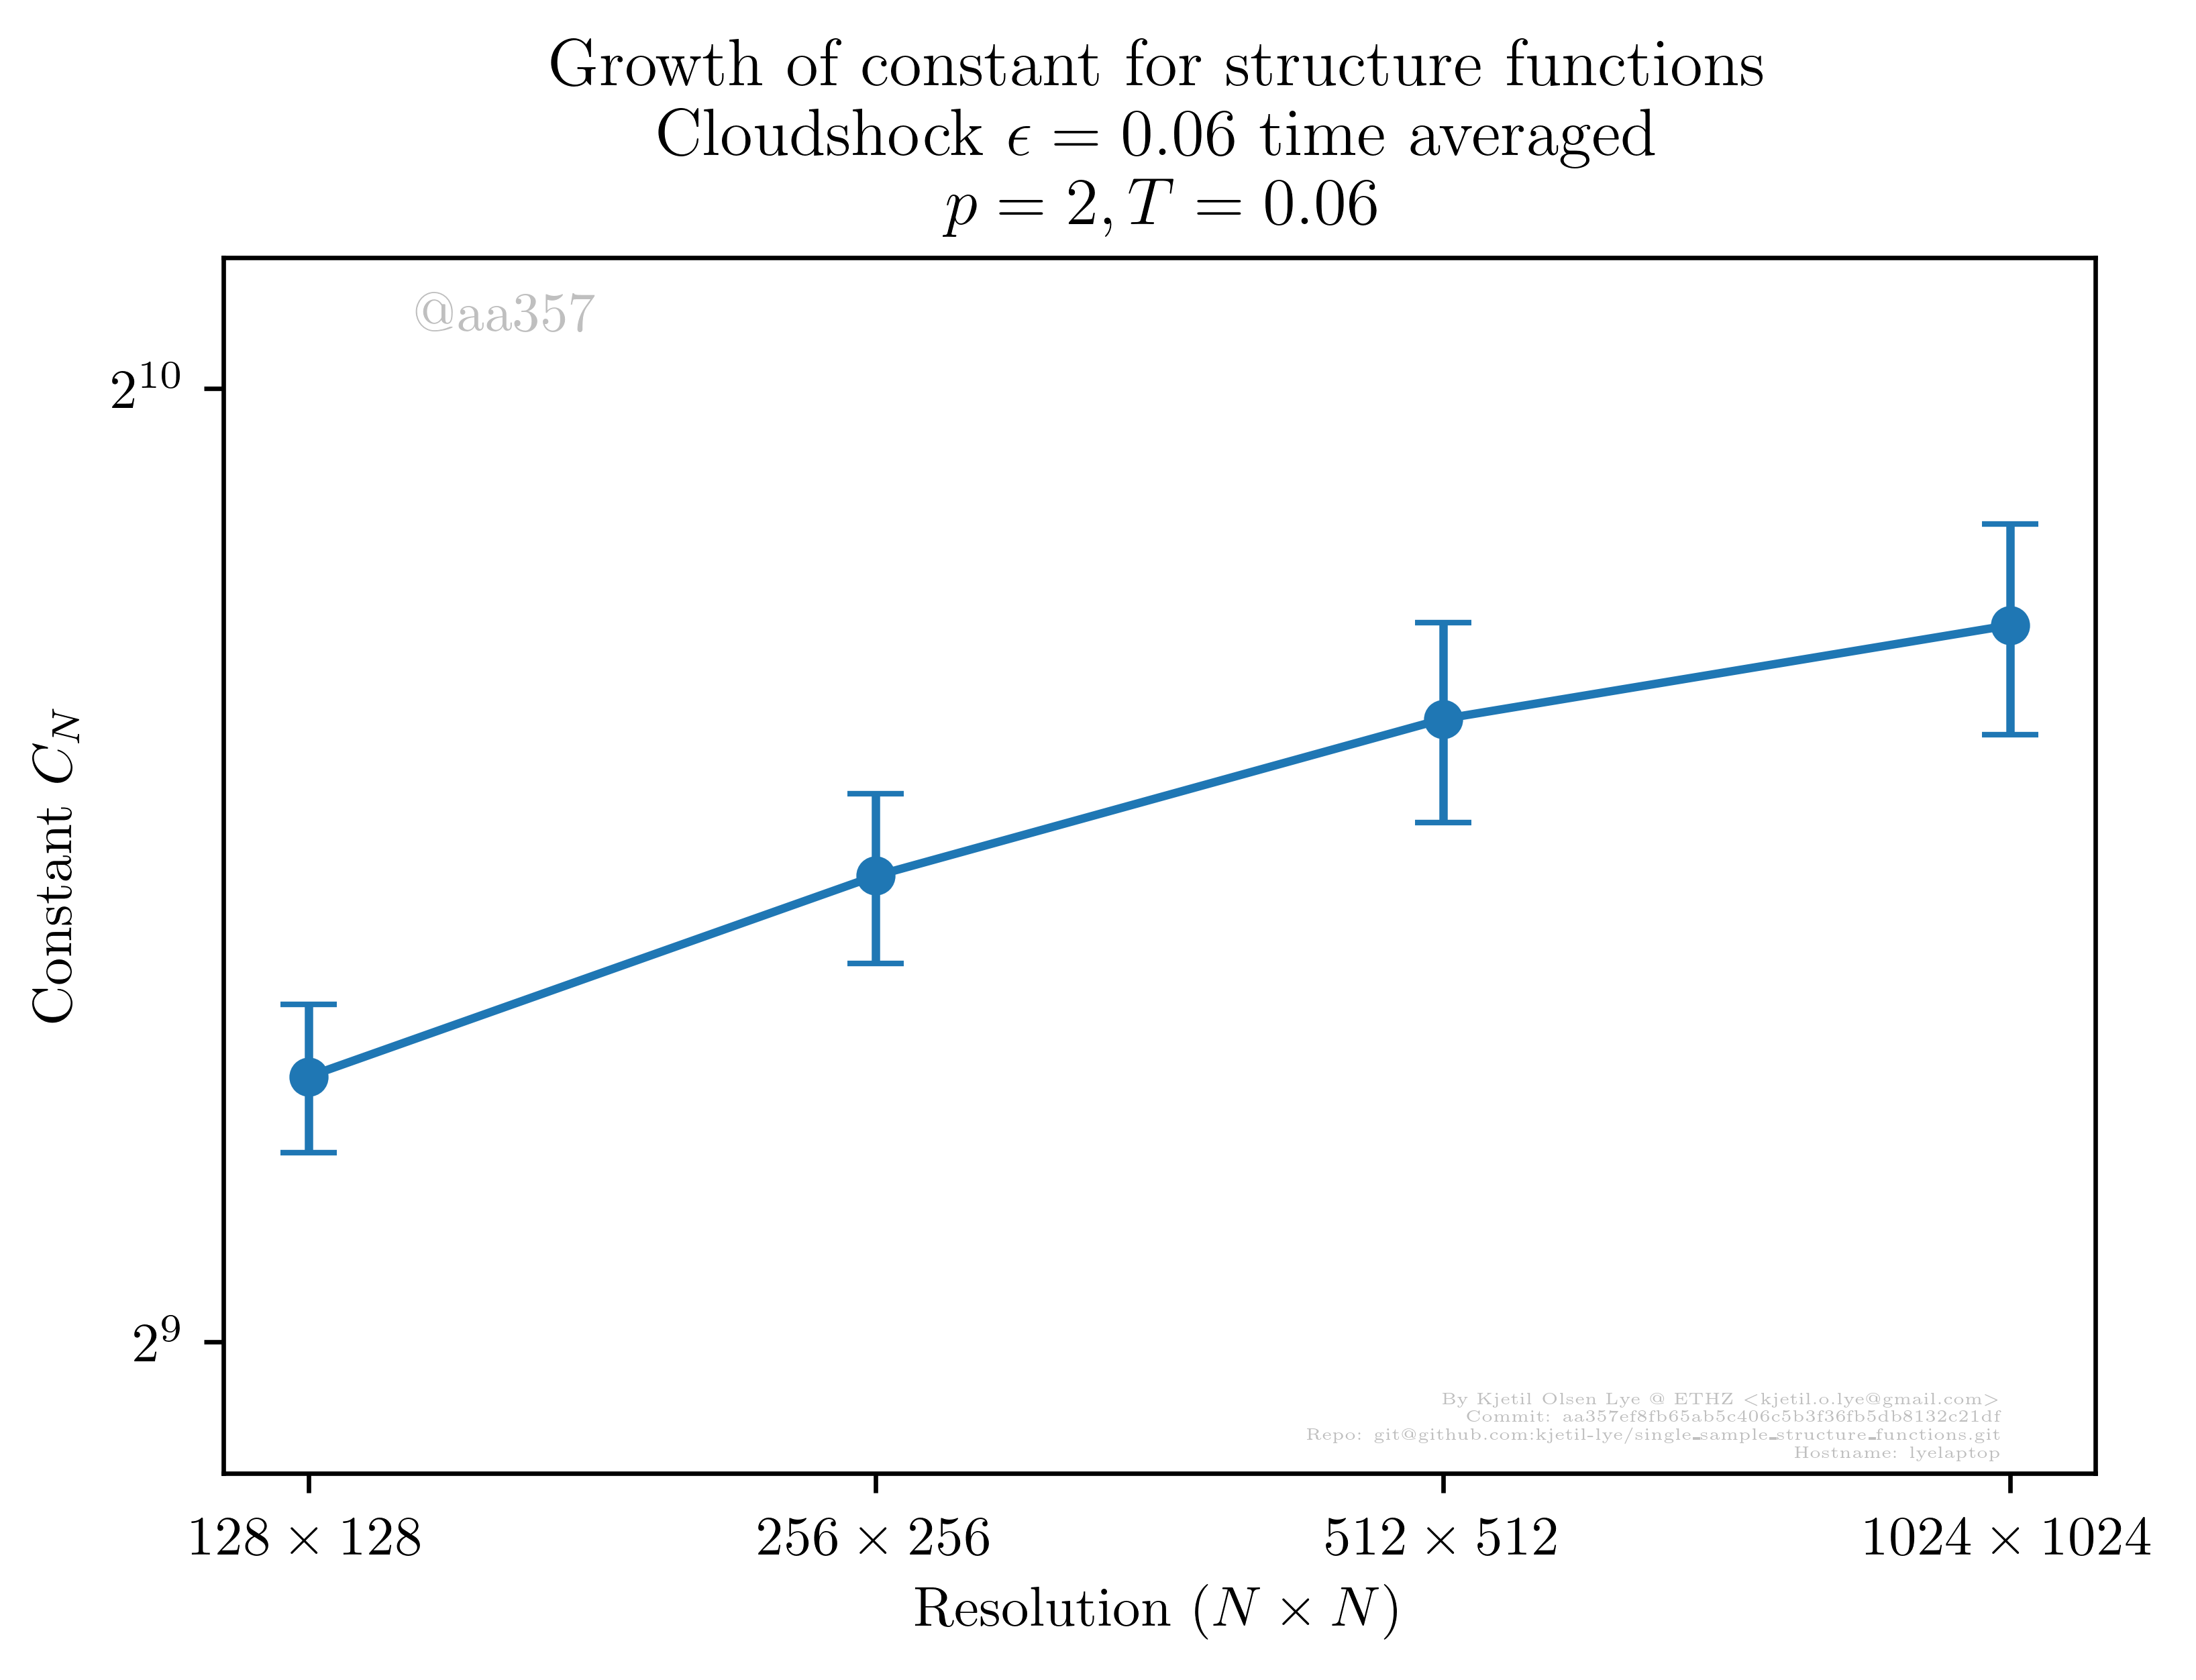 Growth of constant for structure functions
Cloudshock ϵ = 0.06 time averaged
p = 2, T = 0.06
@aa357
2^10
Constant C_N
2^9
By Kjetil Olsen Lye @ ETHZ <kjetil.o.lye@gmail.com>
Commit: aa357ef8fb65ab5c406c5b3f36fb5db8132c21df
Repo: git@github.com:kjetil-lye/single_sample_structure_functions.git
Hostname: lyelaptop
128 × 128 256 × 256 512 × 512 1024 × 1024
Resolution (N × N)